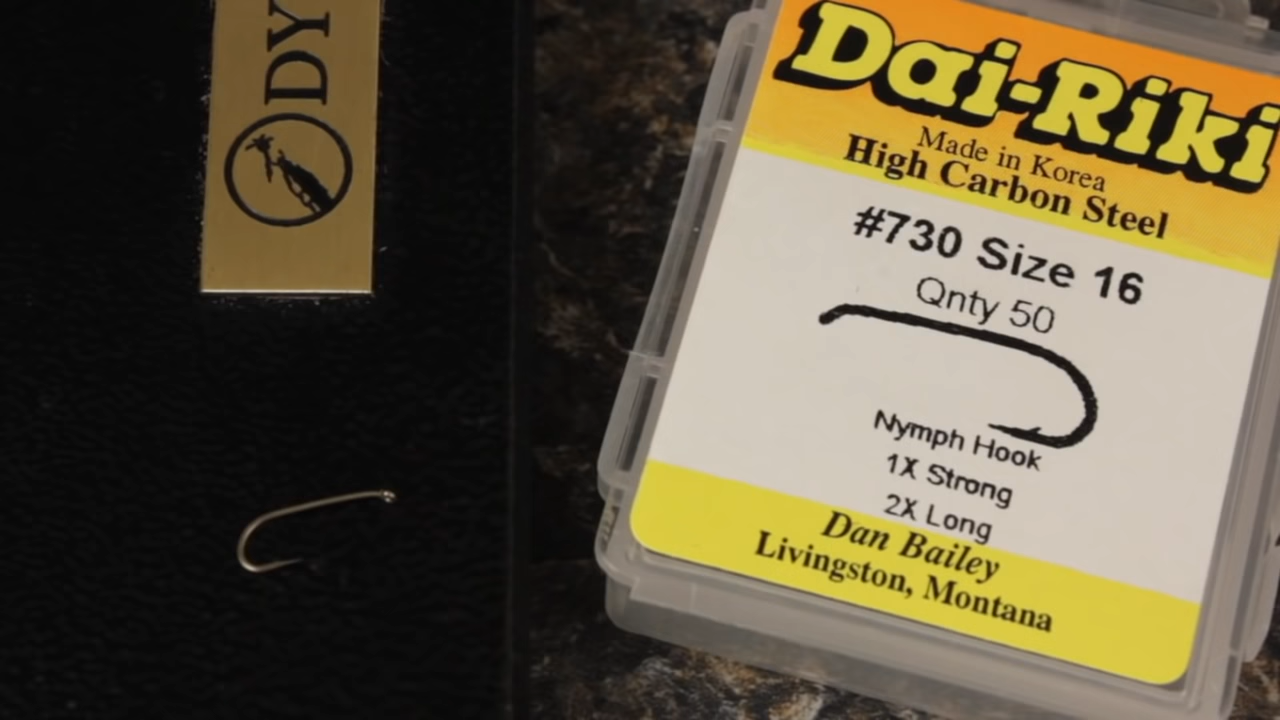 DY
Dai-Riki
Made in Korea
High Carbon Steel
#730 Size 16
Qnty 50
Nymph Hook
1X Strong
2X Long
Dan Bailey
Livingston, Montana